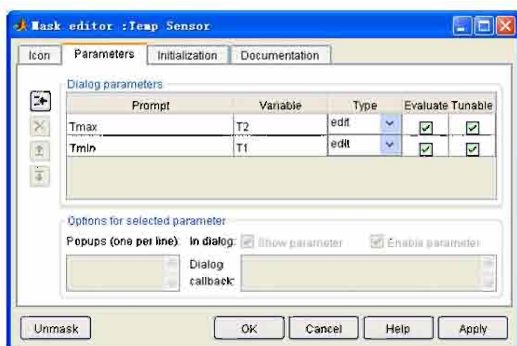 Mask editor :Temp Sensor
Icon Parameters Initialization Documentation
Dialog parameters
Prompt Variable Type Evaluate Tunable
Tmax T2 edit
Tmin T1 edit
Options for selected parameter
Popups (one per line): In dialog: Show parameter Enable parameter
Dialog
callback:
Unmask OK Cancel Help Apply